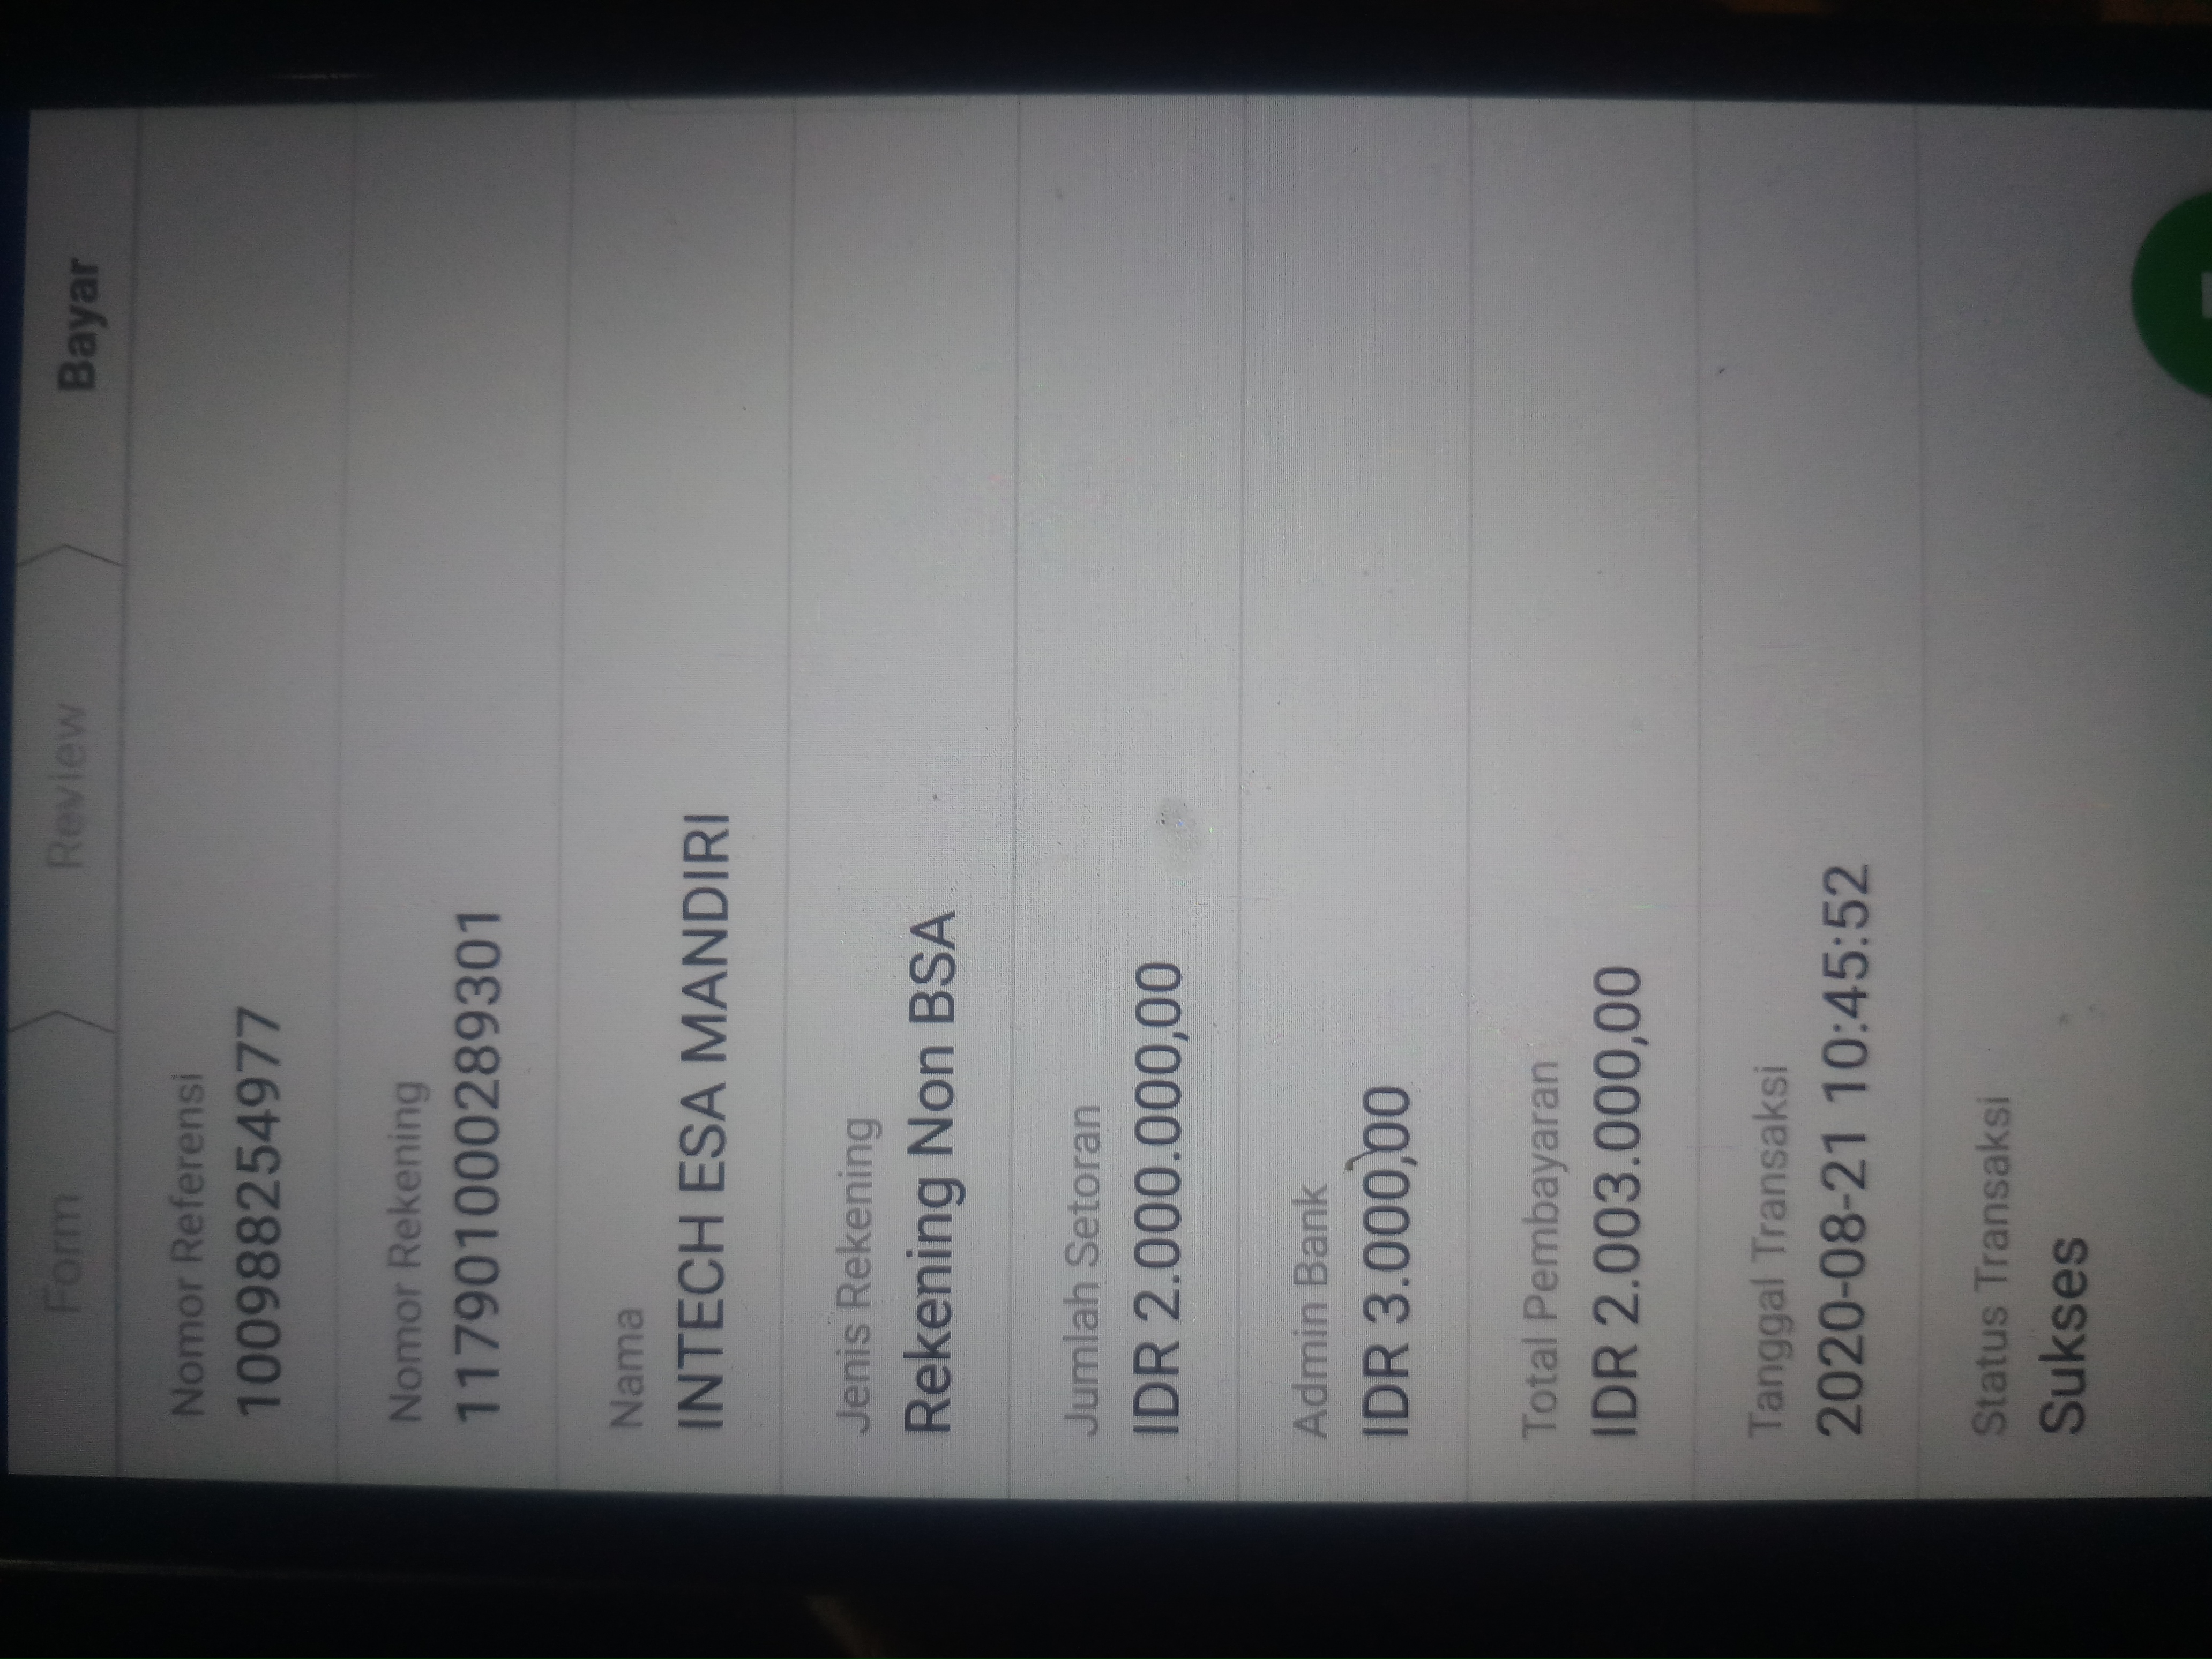 Form
Review
Bayar
Nomor Referensi
100988254977
Nomor Rekening
117901000289301
Nama
INTECH ESA MANDIRI
Jenis Rekening
Rekening Non BSA
Jumlah Setoran
IDR 2.000.000,00
Admin Bank
IDR 3.000,00
Total Pembayaran
IDR 2.003.000,00
Tanggal Transaksi
2020-08-21 10:45:52
Status Transaksi
Sukses